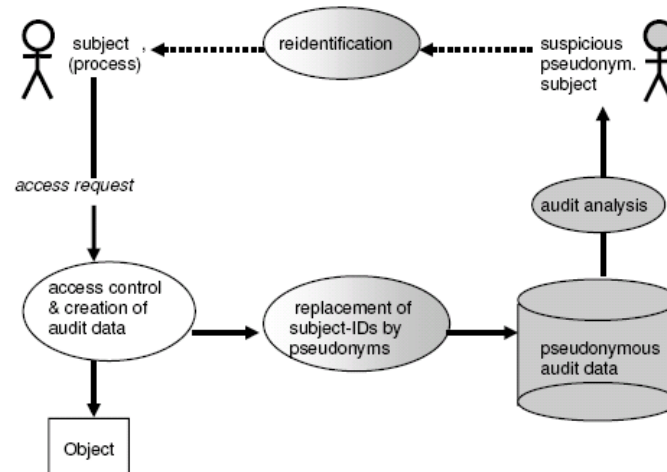 subject ,
(process)
reidentification
suspicious
pseudonym.
subject
access request
audit analysis
access control
& creation of
audit data
replacement of
subject-IDs by
pseudonyms
pseudonymous
audit data
Object